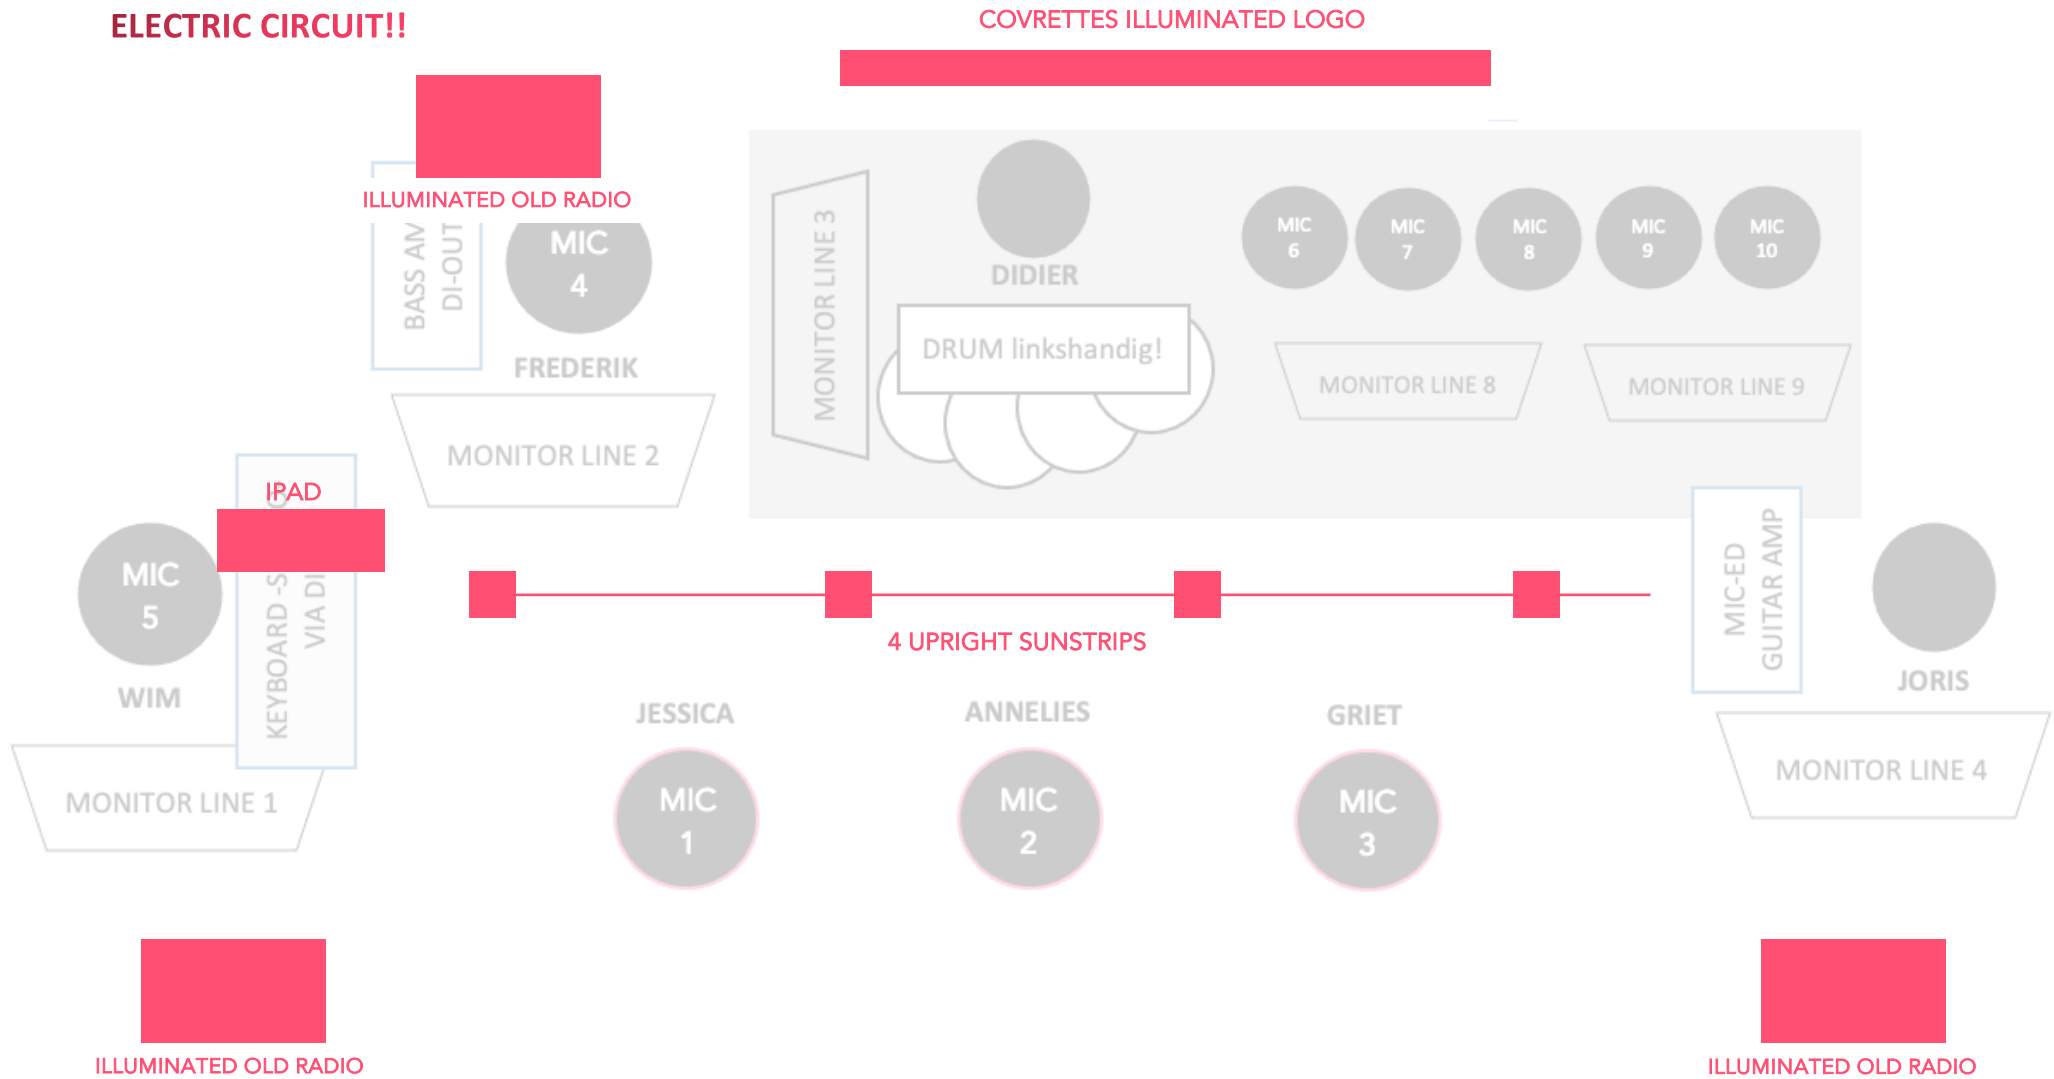 ELECTRIC CIRCUIT!!
COVRETTES ILLUMINATED LOGO
ILLUMINATED OLD RADIO
BASS AM
DI-OUT
MIC
4
FREDERIK
MONITOR LINE 2
MONITOR LINE 3
DIDIER
DRUM linkshandig!
MIC
6
MIC
7
MIC
8
MIC
9
MIC
10
MONITOR LINE 8
MONITOR LINE 9
IPAD
MIC
5
WIM
KEYBOARD -S
VIA DI
MONITOR LINE 1
4 UPRIGHT SUNSTRIPS
MIC-ED
GUITAR AMP
JORIS
MONITOR LINE 4
JESSICA
MIC
1
ANNELIES
MIC
2
GRIET
MIC
3
ILLUMINATED OLD RADIO
ILLUMINATED OLD RADIO